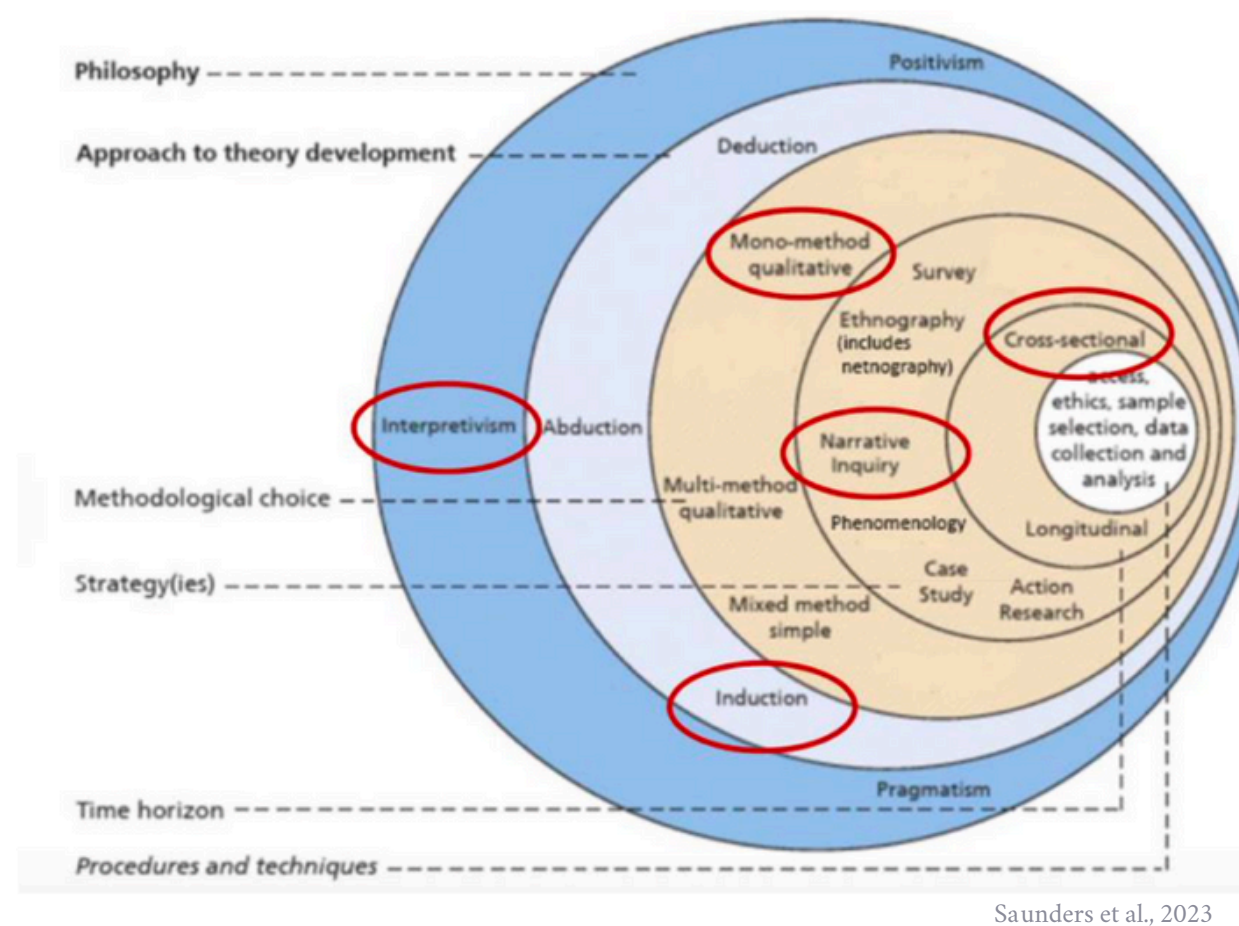 Philosophy
Positivism
Approach to theory development
Deduction
Mono-method
qualitative
Survey
Ethnography
(includes
netnography)
Cross-sectional
access,
ethics, sample
selection, data
collection and
analysis
Interpretivism
Abduction
Narrative
Inquiry
Methodological choice
Multi-method
qualitative
Phenomenology
Longitudinal
Strategy(ies)
Case
Study
Action
Research
Mixed method
simple
Induction
Pragmatism
Time horizon
Procedures and techniques
Saunders et al., 2023